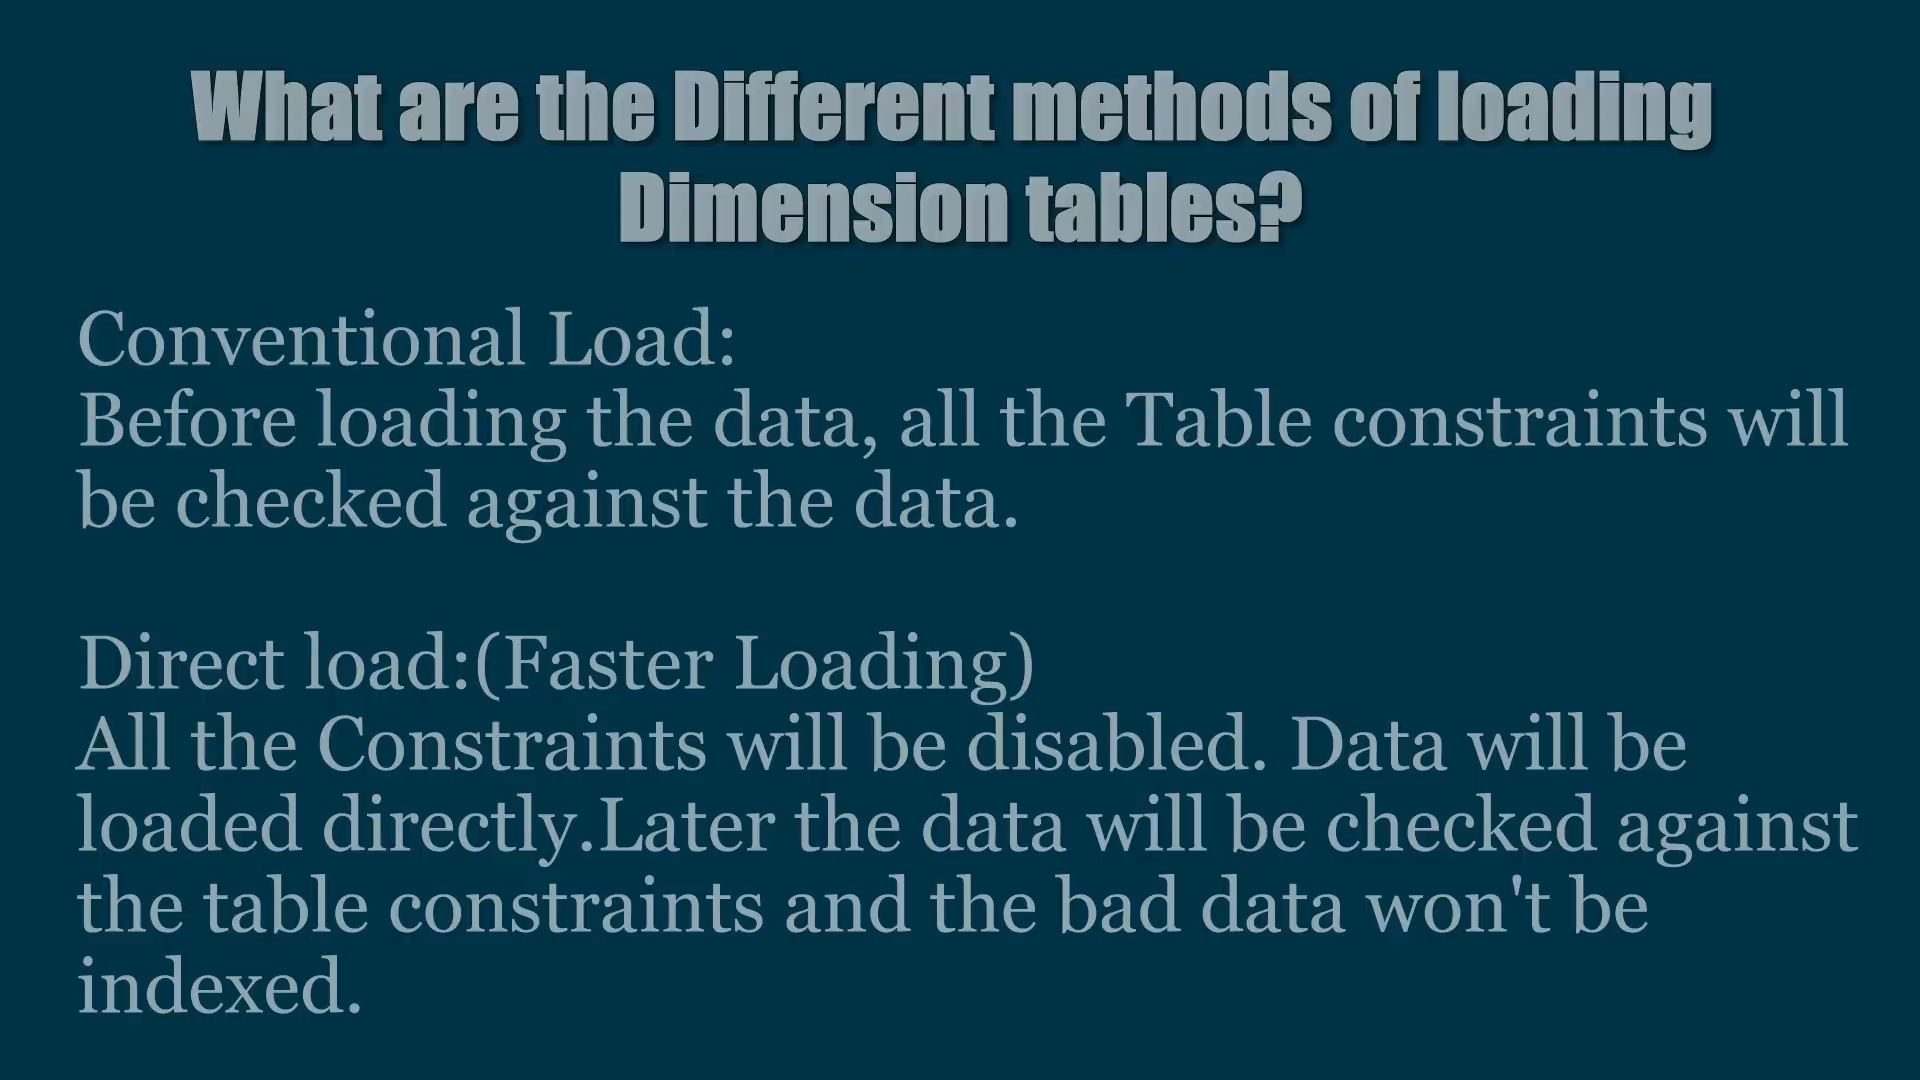 What are the Different methods of loading
Dimension tables?
Conventional Load:
Before loading the data, all the Table constraints will
be checked against the data.
Direct load:(Faster Loading)
All the Constraints will be disabled. Data will be
loaded directly.Later the data will be checked against
the table constraints and the bad data won't be
indexed.